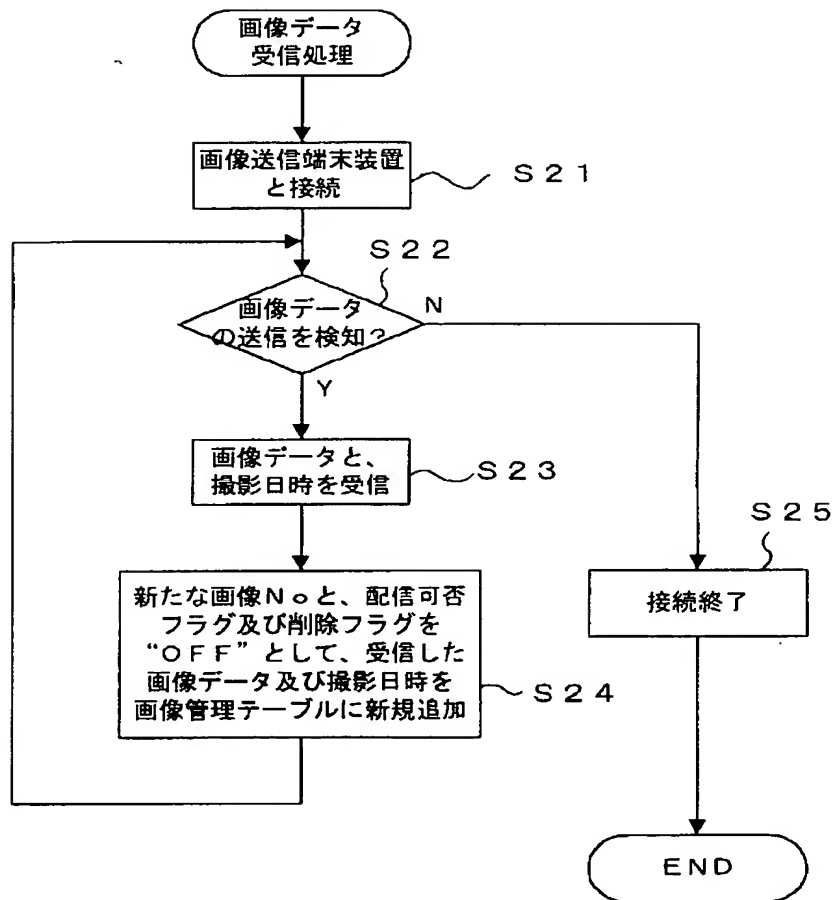 画像データ
受信処理
画像送信端末装置
と接続
S21
S22
画像データ
の送信を検知?
N
Y
画像データと、
撮影日時を受信
S23
新たな画像Noと、配信可否
フラグ及び削除フラグを
“OFF”として、受信した
画像データ及び撮影日時を
画像管理テーブルに新規追加
S24
S25
接続終了
END